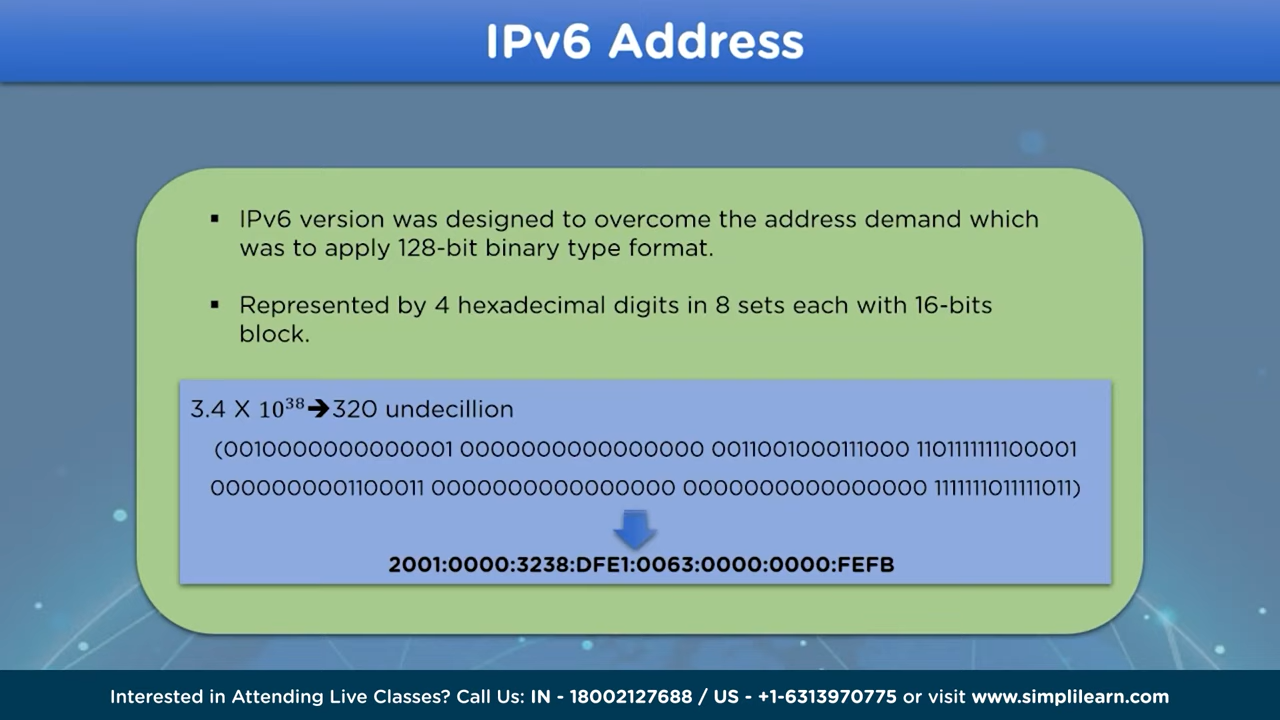 IPv6 Address
▪ IPv6 version was designed to overcome the address demand which
was to apply 128-bit binary type format.
▪ Represented by 4 hexadecimal digits in 8 sets each with 16-bits
block.
3.4 X 10³⁸➔320 undecillion
(0010000000000001 0000000000000000 0011001000111000 1101111111100001
0000000001100011 0000000000000000 0000000000000000 1111111011111011)
2001:0000:3238:DFE1:0063:0000:0000:FEFB
Interested in Attending Live Classes? Call Us: IN - 18002127688 / US - +1-6313970775 or visit www.simplilearn.com